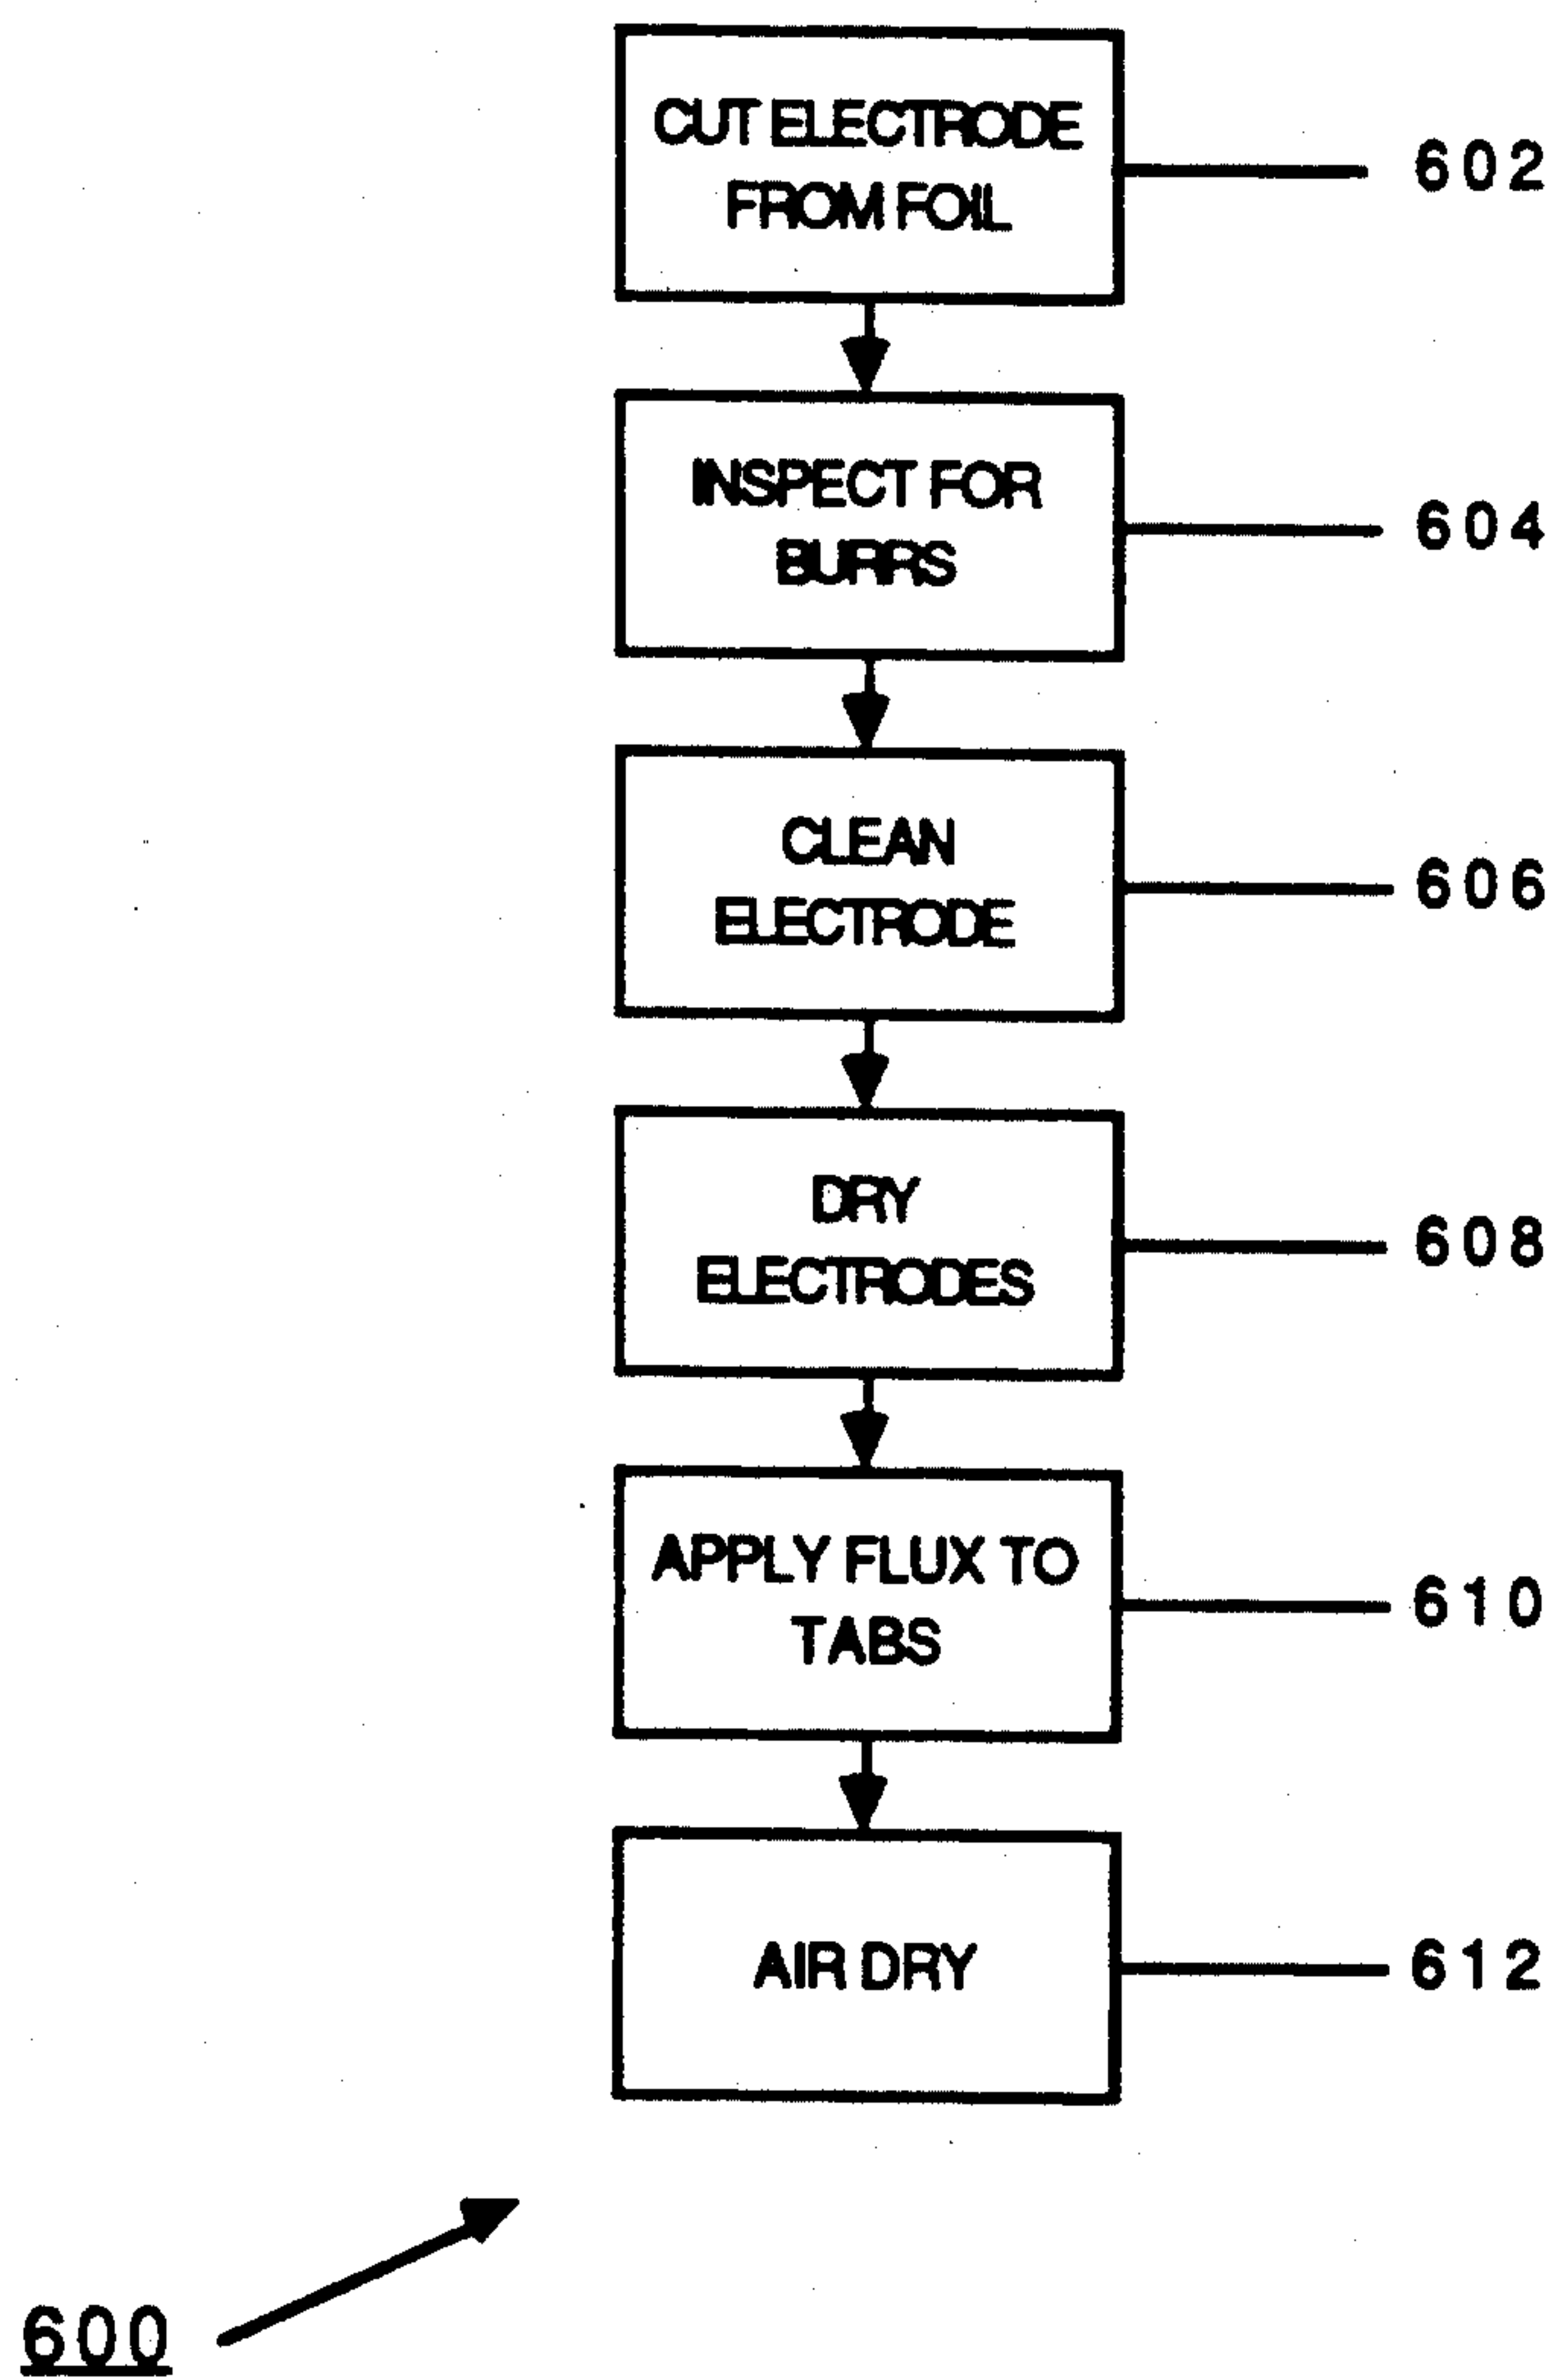 CUT ELECTRODE
FROM FOIL
602
INSPECT FOR
BURRS
604
CLEAN
ELECTRODE
606
DRY
ELECTRODES
608
APPLY FLUX TO
TABS
610
AIR DRY
612
600